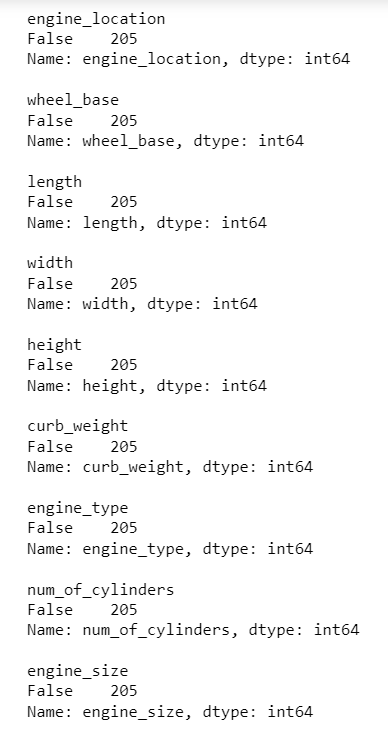 engine_location
False    205
Name: engine_location, dtype: int64

wheel_base
False    205
Name: wheel_base, dtype: int64

length
False    205
Name: length, dtype: int64

width
False    205
Name: width, dtype: int64

height
False    205
Name: height, dtype: int64

curb_weight
False    205
Name: curb_weight, dtype: int64

engine_type
False    205
Name: engine_type, dtype: int64

num_of_cylinders
False    205
Name: num_of_cylinders, dtype: int64

engine_size
False    205
Name: engine_size, dtype: int64